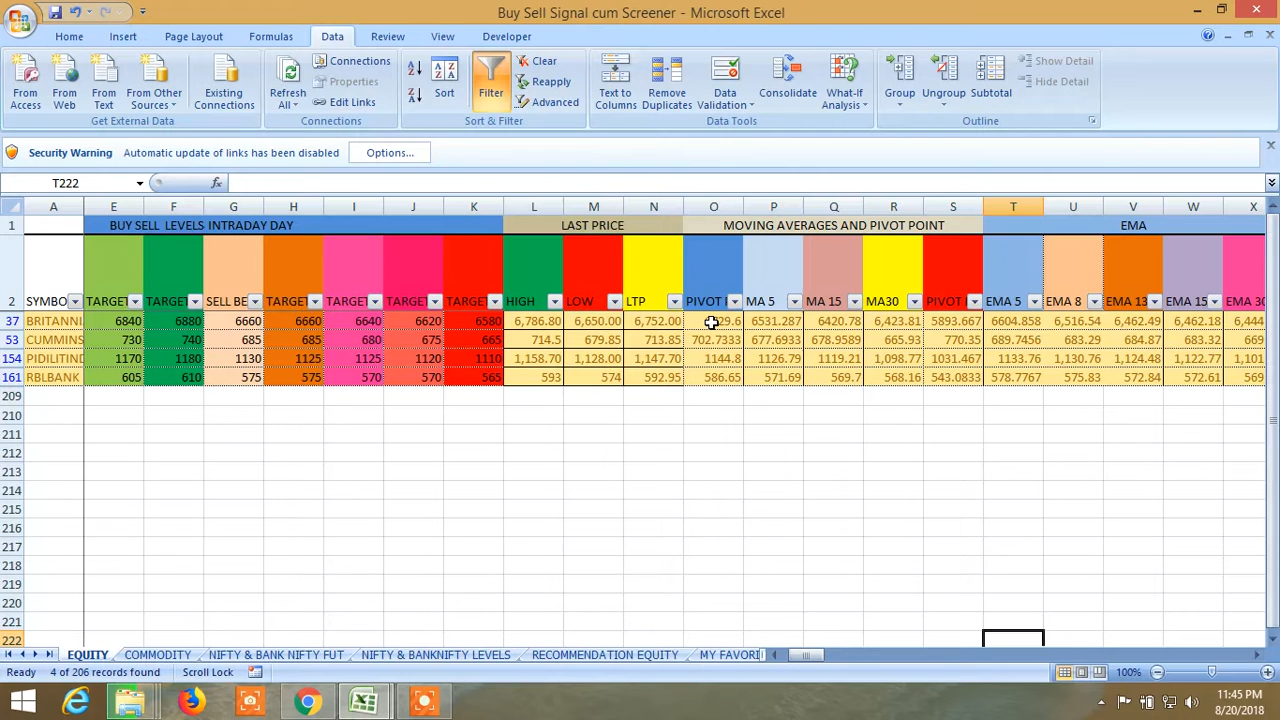 Buy Sell Signal cum Screener - Microsoft Excel
Home Insert Page Layout Formulas Data Review View Developer
From Access From Web From Text From Other Sources Existing Connections Refresh All Connections Properties Edit Links Sort Filter Clear Reapply Advanced Text to Columns Remove Duplicates Data Validation Consolidate What-If Analysis Group Ungroup Subtotal Show Detail Hide Detail
Get External Data Connections Sort & Filter Data Tools Outline
Security Warning Automatic update of links has been disabled Options...
T222 fx
A E F G H I J K L M N O P Q R S T U V W X
1 BUY SELL LEVELS INTRADAY DAY LAST PRICE MOVING AVERAGES AND PIVOT POINT EMA
2 SYMBO TARGET TARGET SELL BE TARGET TARGET TARGET TARGET HIGH LOW LTP PIVOT MA 5 MA 15 MA30 PIVOT EMA 5 EMA 8 EMA 13 EMA 15 EMA 30
37 BRITANNI 6840 6880 6660 6660 6640 6620 6580 6,786.80 6,650.00 6,752.00 29.6 6531.287 6420.78 6,423.81 5893.667 6604.858 6,516.54 6,462.49 6,462.18 6,444
53 CUMMINS 730 740 685 685 680 675 665 714.5 679.85 713.85 702.7333 677.6933 678.9589 665.93 770.35 689.7456 685.29 684.87 683.32 669
154 PIDILITIND 1170 1180 1130 1125 1125 1120 1110 1,158.70 1,128.00 1,147.70 1144.8 1126.79 1119.21 1,098.77 1031.467 1133.76 1,130.76 1,124.48 1,122.77 1,101
161 RBLBANK 605 610 575 575 570 570 565 593 574 592.95 586.65 571.69 569.7 568.16 543.0833 578.7767 575.83 572.84 572.61 569
209
210
211
212
213
214
215
216
217
218
219
220
221
222
EQUITY COMMODITY NIFTY & BANK NIFTY FUT NIFTY & BANKNIFTY LEVELS RECOMMENDATION EQUITY MY FAVORI
Ready 4 of 206 records found Scroll Lock 100%
11:45 PM
8/20/2018